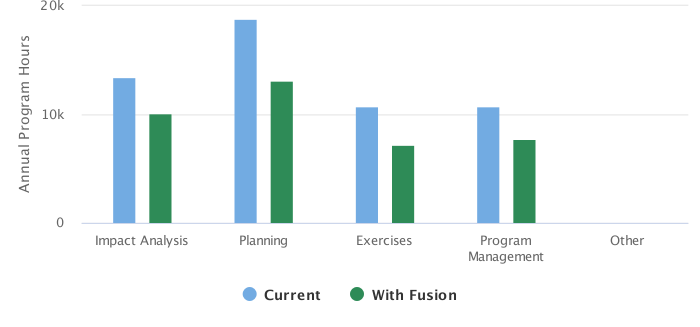 20k
10k
0
Annual Program Hours
Impact Analysis
Planning
Exercises
Program
Management
Other
Current
With Fusion